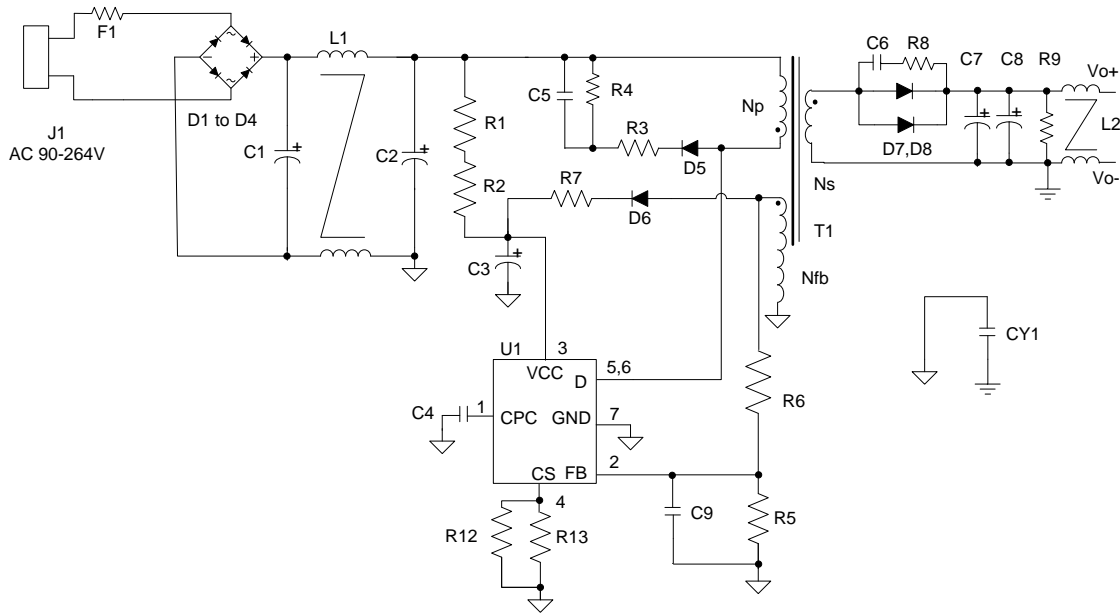 F1
J1
AC 90-264V
D1 to D4
~
~
-
+
L1
C1
+
C2
+
R1
R2
C5
R4
R3
D5
Np
R7
D6
C3
+
Ns
T1
Nfb
C6
R8
D7,D8
C7
+
C8
+
R9
Vo+
L2
Vo-
CY1
U1
3
VCC
D
5,6
C4
1
CPC
GND
7
CS
FB
2
4
R12
R13
C9
R6
R5